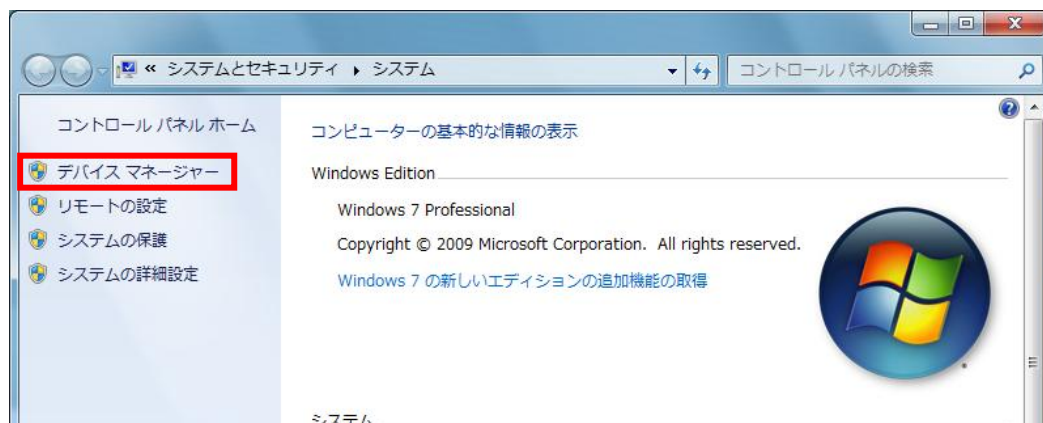 « システムとセキュリティ ▸ システム
コントロール パネルの検索
コントロール パネル ホーム
デバイス マネージャー
リモートの設定
システムの保護
システムの詳細設定
コンピューターの基本的な情報の表示
Windows Edition
Windows 7 Professional
Copyright © 2009 Microsoft Corporation. All rights reserved.
Windows 7 の新しいエディションの追加機能の取得
システム